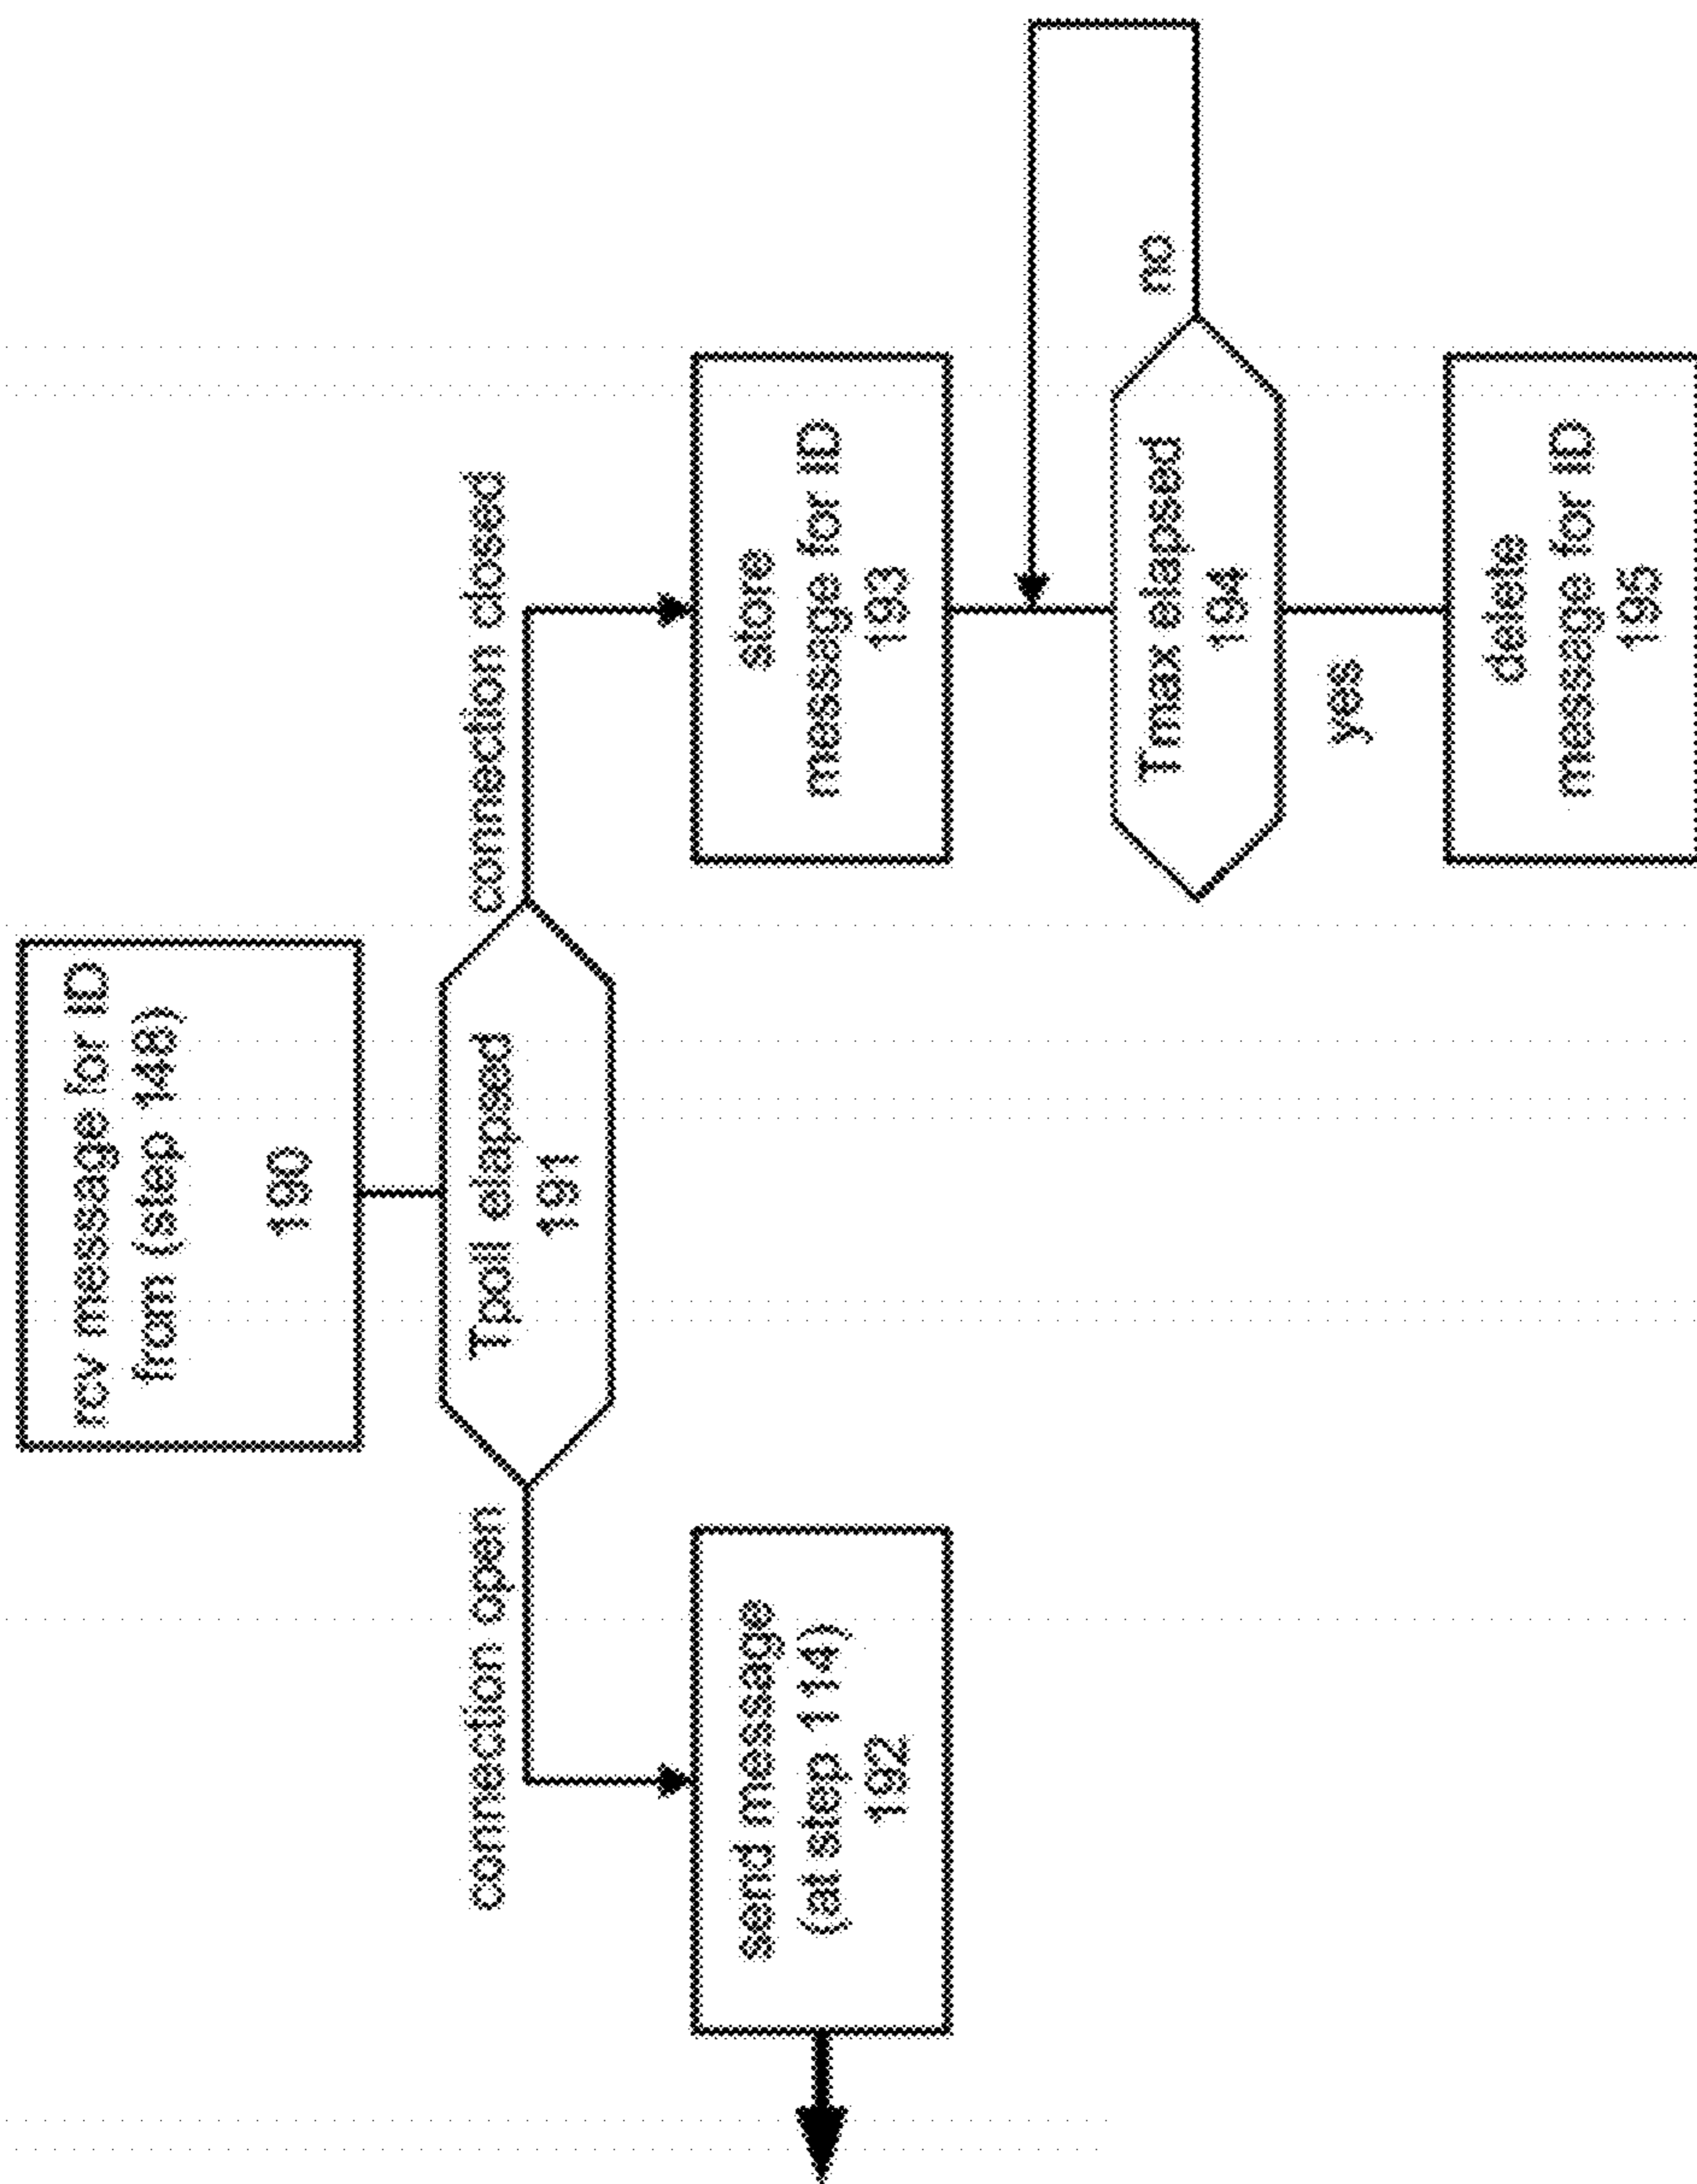 rcv message for ID
from (step 148)
190
Tpoll elapsed
191
connection open
connection closed
send message
(at step 114)
192
store
message for ID
193
Tmax elapsed
194
no
yes
delete
message for ID
195